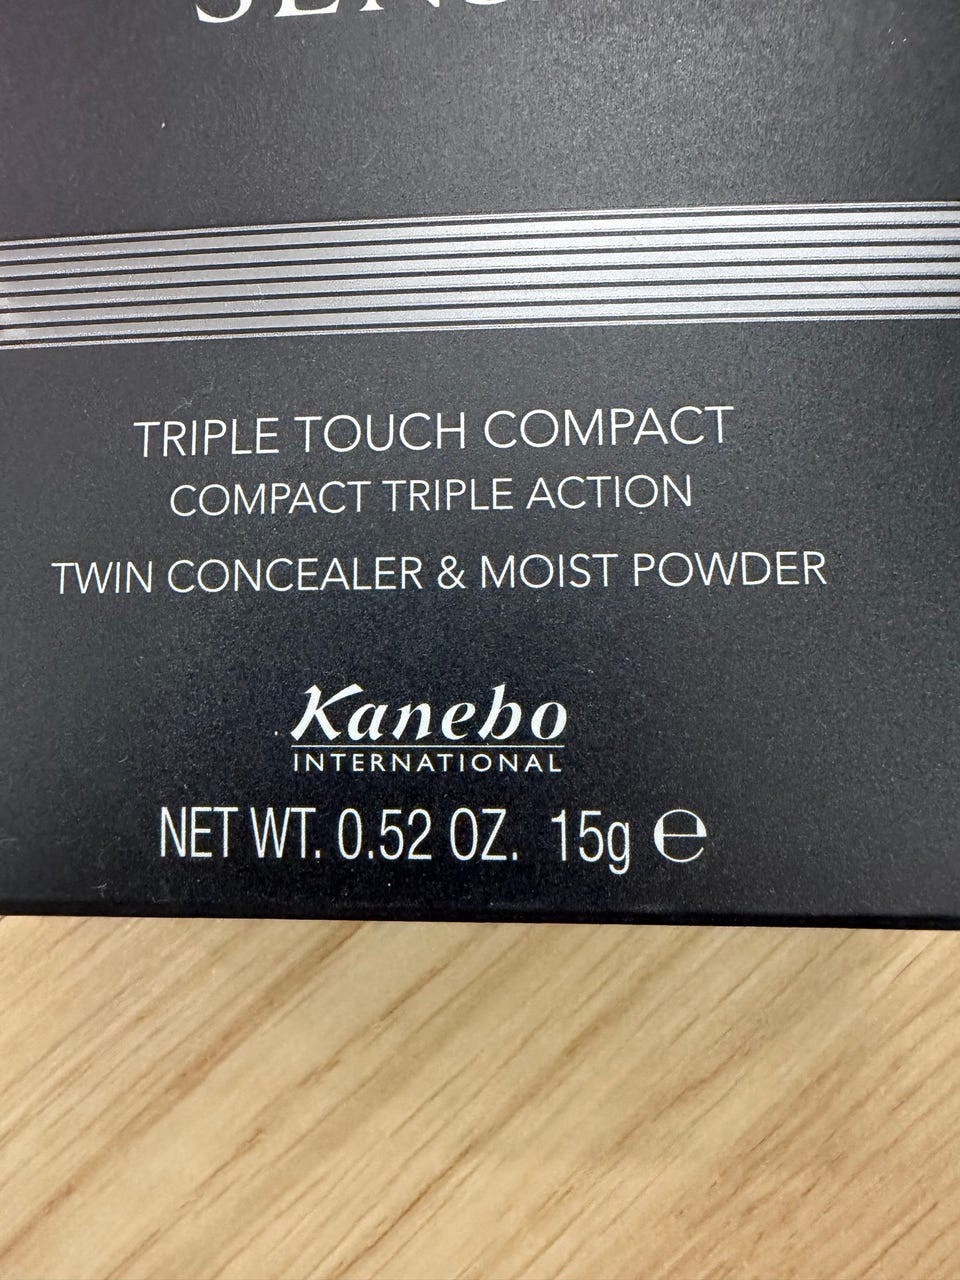 TRIPLE TOUCH COMPACT
COMPACT TRIPLE ACTION
TWIN CONCEALER & MOIST POWDER
Kanebo
INTERNATIONAL
NET WT. 0.52 OZ. 15g ℮